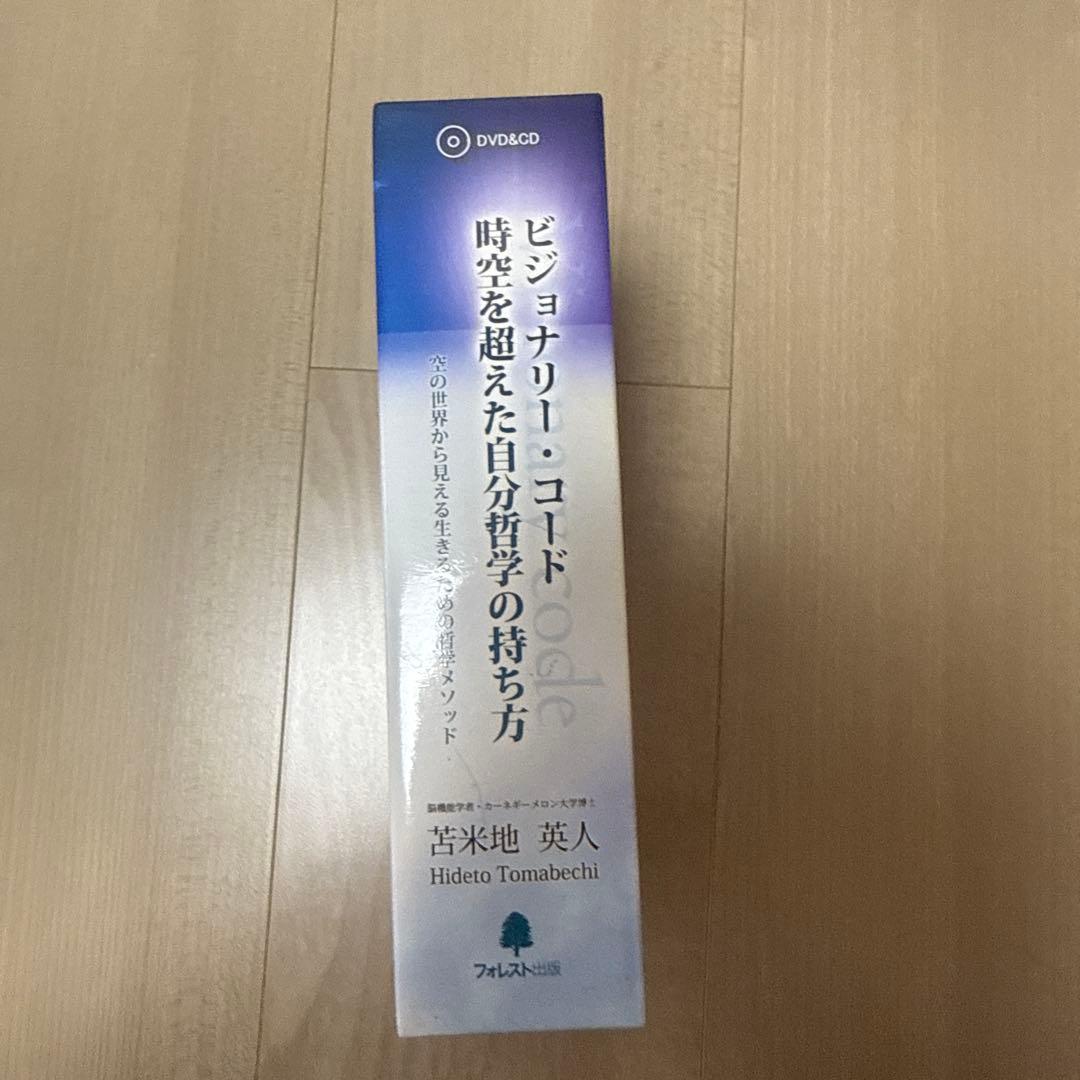 DVD&CD
ビジョナリー・コード
時空を超えた自分哲学の持ち方
空の世界から見える生きるための哲学メソッド
脳機能学者・カーネギーメロン大学博士
苫米地 英人
Hideto Tomabechi
フォレスト出版